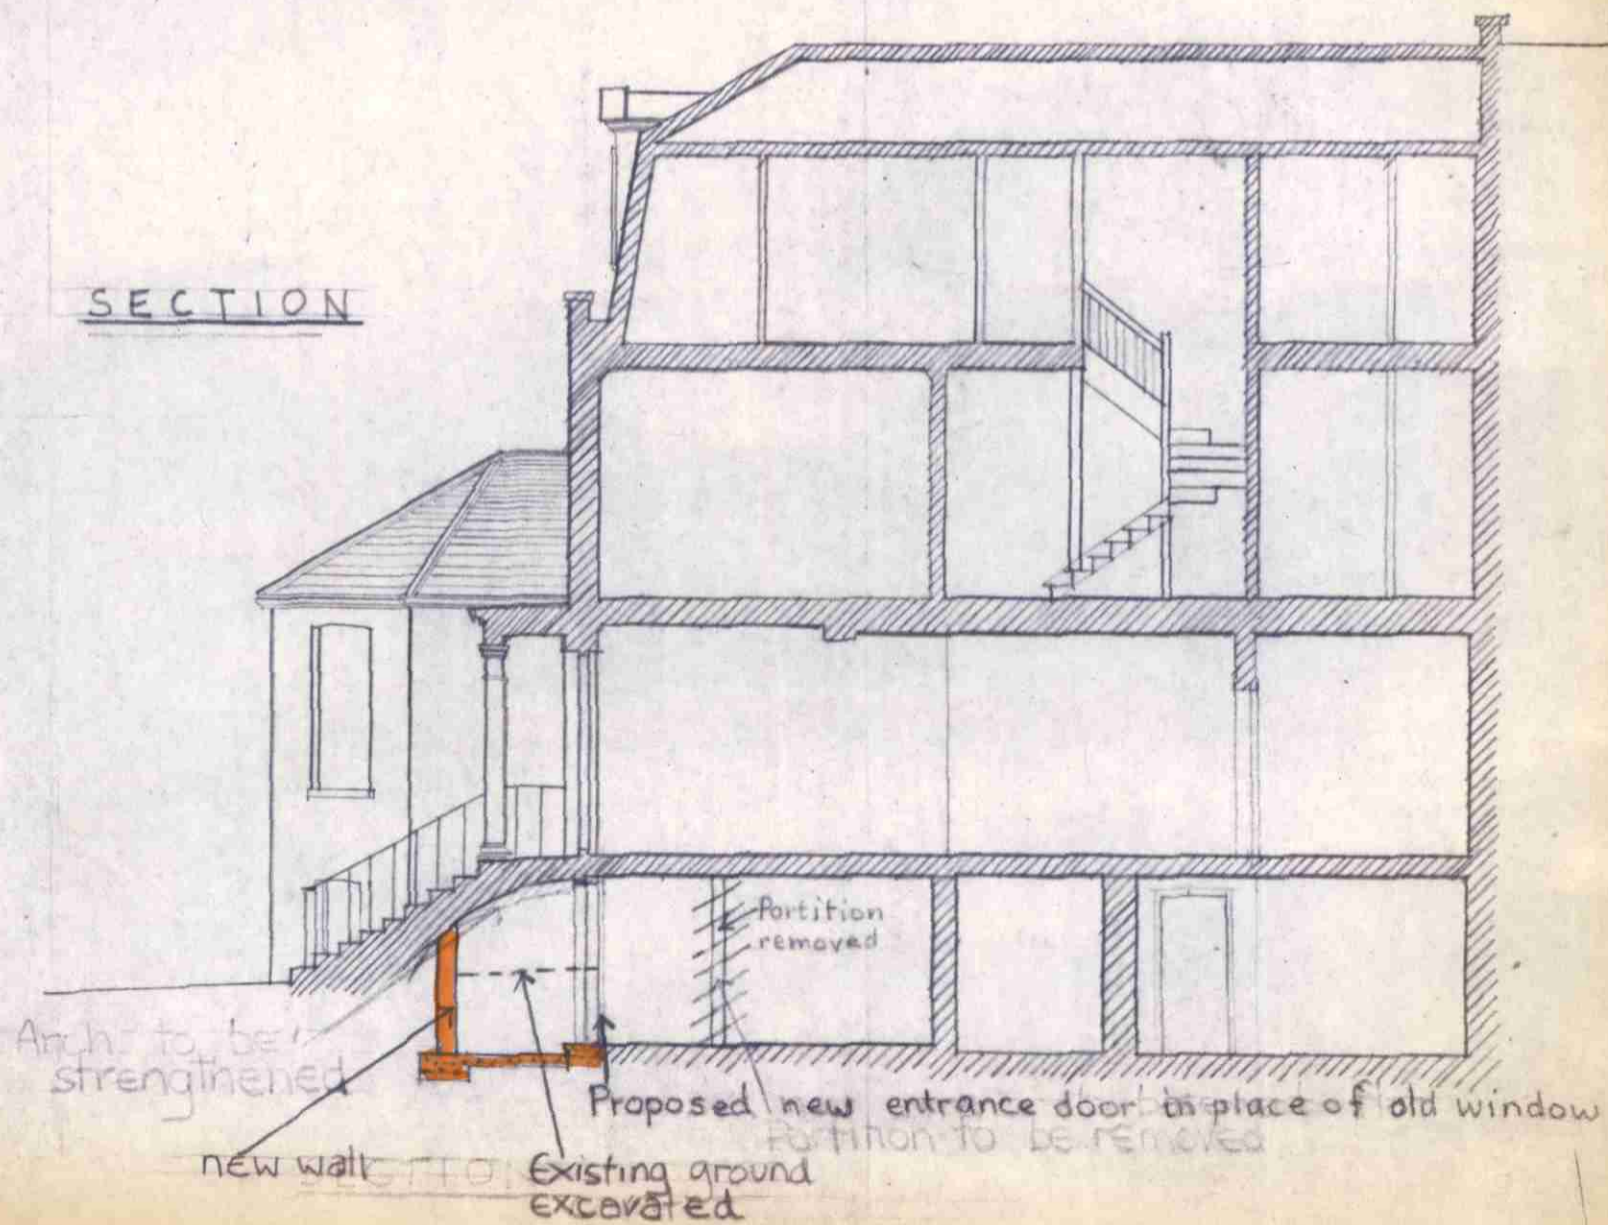 SECTION
Partition
removed
Arch to be
strengthened
Proposed new entrance door in place of old window
Partition to be removed
new wall
Existing ground
excavated
SECTION